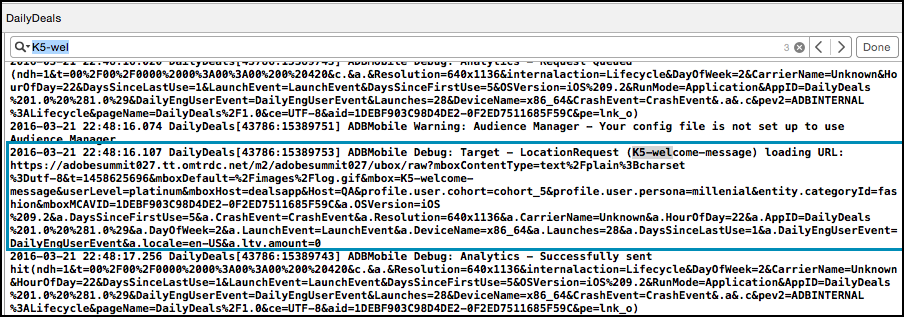 DailyDeals
K5-wel
3
Done
2016-03-21 22:48:16.020 DailyDeals[43786:15389743] ADBMobile Debug: Analytics – Request Queued
(ndh=1&t=00%2F00%2F0000%2000%3A00%3A00%200%20420&c.&a.&Resolution=640x1136&internalaction=Lifecycle&DayOfWeek=2&CarrierName=Unknown&Ho
urOfDay=22&DaysSinceLastUse=1&LaunchEvent=LaunchEvent&DaysSinceFirstUse=5&OSVersion=iOS%209.2&RunMode=Application&AppID=DailyDeals
%201.0%20%281.0%29&DailyEngUserEvent=DailyEngUserEvent&Launches=28&DeviceName=x86_64&CrashEvent=CrashEvent&.a&.c&pev2=ADBINTERNAL
%3ALifecycle&pageName=DailyDeals%2F1.0&ce=UTF-8&aid=1DEBF903C98D4DE2-0F2ED7511685F59C&pe=lnk_o)
2016-03-21 22:48:16.074 DailyDeals[43786:15389751] ADBMobile Warning: Audience Manager – Your config file is not set up to use
Audience Manager
2016-03-21 22:48:16.107 DailyDeals[43786:15389753] ADBMobile Debug: Target – LocationRequest (K5-welcome-message) loading URL:
https://adobesummit027.tt.omtrdc.net/m2/adobesummit027/ubox/raw?mboxContentType=text%2Fplain%3Bcharset
%3Dutf-8&t=1458625696&mboxDefault=%2Fimages%2Flog.gif&mbox=K5-welcome-
message&userLevel=platinum&mboxHost=dealsapp&Host=QA&profile.user.cohort=cohort_5&profile.user.persona=millenial&entity.categoryId=fas
hion&mboxMCAVID=1DEBF903C98D4DE2-0F2ED7511685F59C&a.OSVersion=iOS
%209.2&a.DaysSinceFirstUse=5&a.CrashEvent=CrashEvent&a.Resolution=640x1136&a.CarrierName=Unknown&a.HourOfDay=22&a.AppID=DailyDeals
%201.0%20%281.0%29&a.DayOfWeek=2&a.LaunchEvent=LaunchEvent&a.DeviceName=x86_64&a.Launches=28&a.DaysSinceLastUse=1&a.DailyEngUserEvent=
DailyEngUserEvent&a.locale=en-US&a.ltv.amount=0
2016-03-21 22:48:17.256 DailyDeals[43786:15389743] ADBMobile Debug: Analytics – Successfully sent
hit(ndh=1&t=00%2F00%2F0000%2000%3A00%3A00%200%20420&c.&a.&Resolution=640x1136&internalaction=Lifecycle&DayOfWeek=2&CarrierName=Unknown
&HourOfDay=22&DaysSinceLastUse=1&LaunchEvent=LaunchEvent&DaysSinceFirstUse=5&OSVersion=iOS%209.2&RunMode=Application&AppID=DailyDeals
%201.0%20%281.0%29&DailyEngUserEvent=DailyEngUserEvent&Launches=28&DeviceName=x86_64&CrashEvent=CrashEvent&.a&.c&pev2=ADBINTERNAL
%3ALifecycle&pageName=DailyDeals%2F1.0&ce=UTF-8&aid=1DEBF903C98D4DE2-0F2ED7511685F59C&pe=lnk_o)